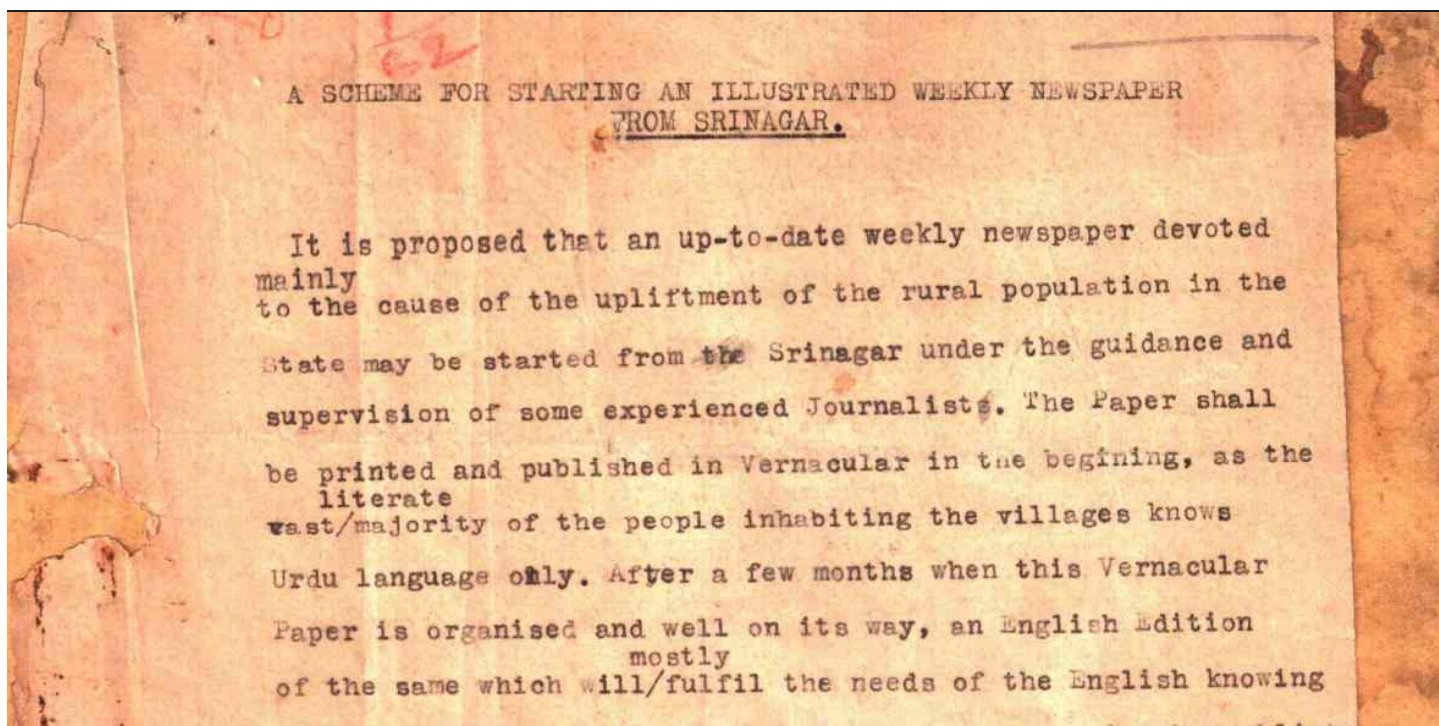 62
A SCHEME FOR STARTING AN ILLUSTRATED WEEKLY NEWSPAPER
FROM SRINAGAR.
It is proposed that an up-to-date weekly newspaper devoted
mainly
to the cause of the upliftment of the rural population in the
State may be started from the Srinagar under the guidance and
supervision of some experienced Journalists. The Paper shall
be printed and published in Vernacular in the begining, as the
literate
vast/majority of the people inhabiting the villages knows
Urdu language only. After a few months when this Vernacular
Paper is organised and well on its way, an English Edition
mostly
of the same which will/fulfil the needs of the English knowing